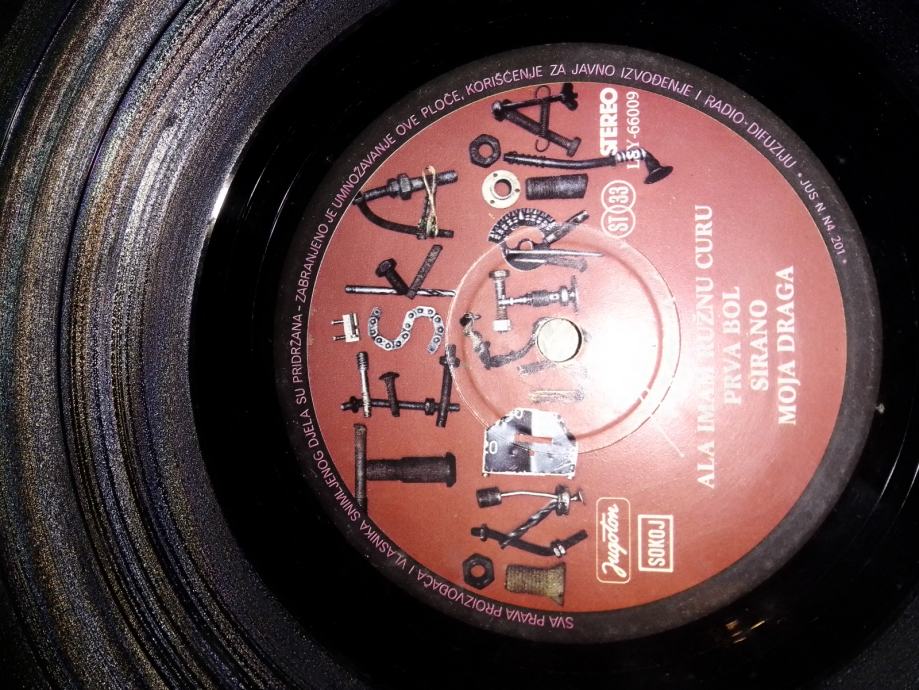 SVA PRAVA PROIZVOĐAČA I VLASNIKA SNIMLJENOG DJELA SU PRIDRŽANA - ZABRANJENO JE UMNOŽAVANJE OVE PLOČE, KORIŠĆENJE ZA JAVNO IZVOĐENJE I RADIO-DIFUZIJU • JUS N. N4. 201 •
TEŠKA
INDUSTRIJA
Jugoton
SOKOJ
STEREO
LSY-66009
ST 33
ALA IMAM RUŽNU CURU
PRVA BOL
SIRANO
MOJA DRAGA